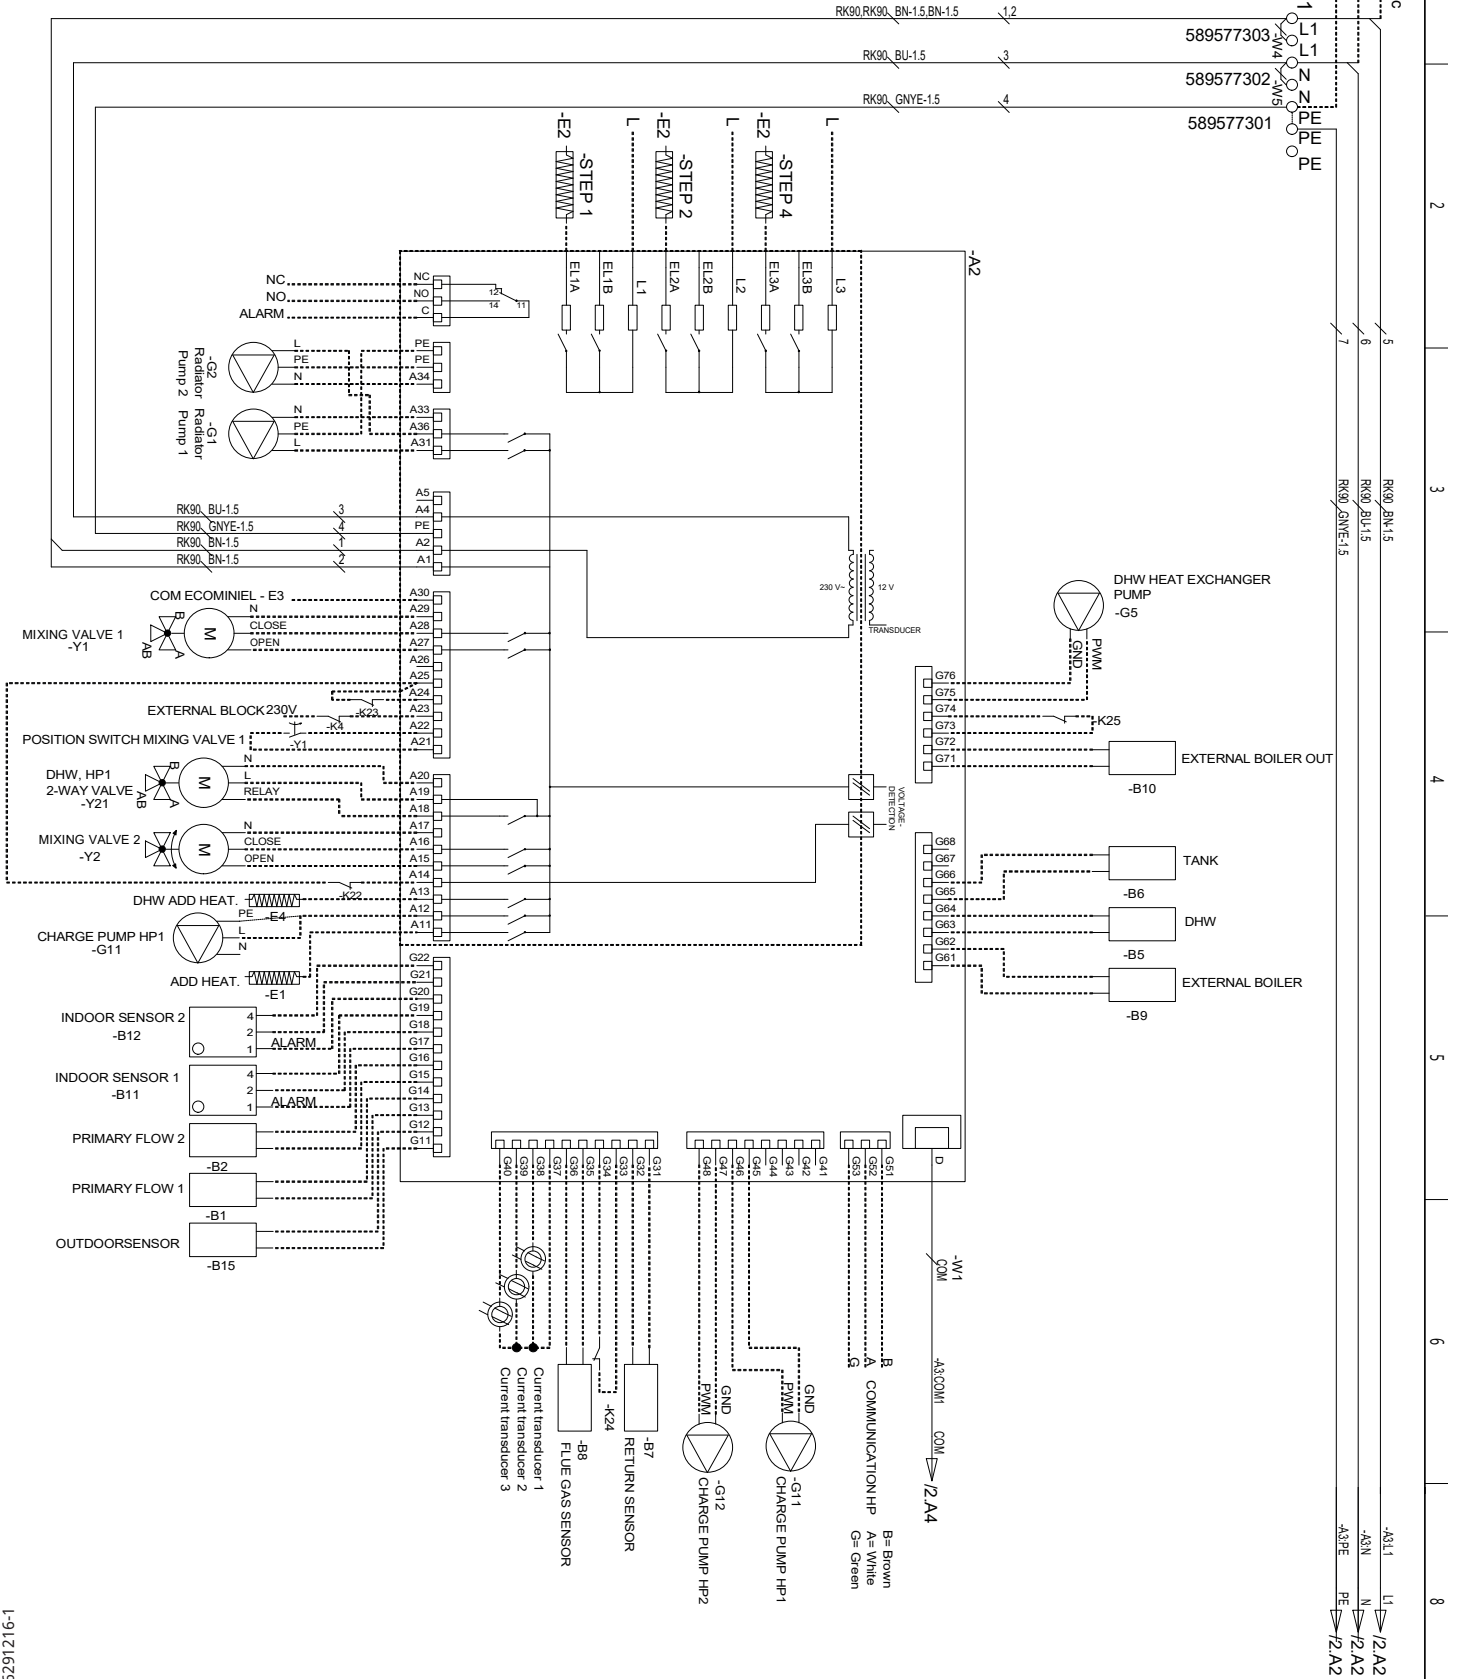 RK90,RK90 BN-1.5,BN-1.5 1,2
RK90 BU-1.5 3
RK90 GNYE-1.5 4
1
C
L1
589577303
-W4
L1
N
589577302
-W5
N
PE
589577301
PE
PE
2
3
4
5
6
8
-E2
-STEP 1
L
-E2
-STEP 2
L
-E2
-STEP 4
L
-A2
EL1A
EL1B
L1
EL2A
EL2B
L2
EL3A
EL3B
L3
NC
NO
ALARM
NC
NO
C
12
14
11
-G2
Radiator
Pump 2
L
PE
N
PE
PE
A34
-G1
Radiator
Pump 1
N
PE
L
A33
A36
A31
RK90 BU-1.5 3
RK90 GNYE-1.5 4
RK90 BN-1.5 1
RK90 BN-1.5 2
A5
A4
PE
A2
A1
230 V~
12 V
TRANSDUCER
COM ECOMINIEL - E3
MIXING VALVE 1
-Y1
B
A
AB
M
N
CLOSE
OPEN
A30
A29
A28
A27
A26
A25
A24
A23
A22
A21
-K23
EXTERNAL BLOCK 230V
-K4
POSITION SWITCH MIXING VALVE 1
-Y1
DHW, HP1
2-WAY VALVE
-Y21
B
A
AB
M
N
L
RELAY
MIXING VALVE 2
-Y2
M
N
CLOSE
OPEN
A20
A19
A18
A17
A16
A15
A14
A13
A12
A11
-K22
DHW ADD HEAT.
-E4
CHARGE PUMP HP1
-G11
PE
L
N
ADD HEAT.
-E1
VOLTAGE-
DETECTION
INDOOR SENSOR 2
-B12
4
2
1
ALARM
INDOOR SENSOR 1
-B11
4
2
1
ALARM
PRIMARY FLOW 2
-B2
PRIMARY FLOW 1
-B1
OUTDOORSENSOR
-B15
G22
G21
G20
G19
G18
G17
G16
G15
G14
G13
G12
G11
DHW HEAT EXCHANGER
PUMP
-G5
PWM
GND
G76
G75
G74
G73
G72
G71
-K25
EXTERNAL BOILER OUT
-B10
G68
G67
G66
G65
G64
G63
G62
G61
TANK
-B6
DHW
-B5
EXTERNAL BOILER
-B9
G40
G39
G38
G37
G36
G35
G34
G33
G32
G31
G48
G47
G46
G45
G44
G43
G42
G41
G53
G52
G51
D
Current transducer 1
Current transducer 2
Current transducer 3
-B8
FLUE GAS SENSOR
-K24
-B7
RETURN SENSOR
GND
PWM
-G12
CHARGE PUMP HP2
GND
PWM
-G11
CHARGE PUMP HP1
B
A
G
COMMUNICATION HP
B= Brown
A= White
G= Green
-W1
COM
-A3:COM1
COM
/2.A4
5
6
7
RK90 BN-1.5
RK90 BU-1.5
RK90 GNYE-1.5
-A3:L1
-A3:N
-A3:PE
L1
N
PE
/2.A2
/2.A2
/2.A2